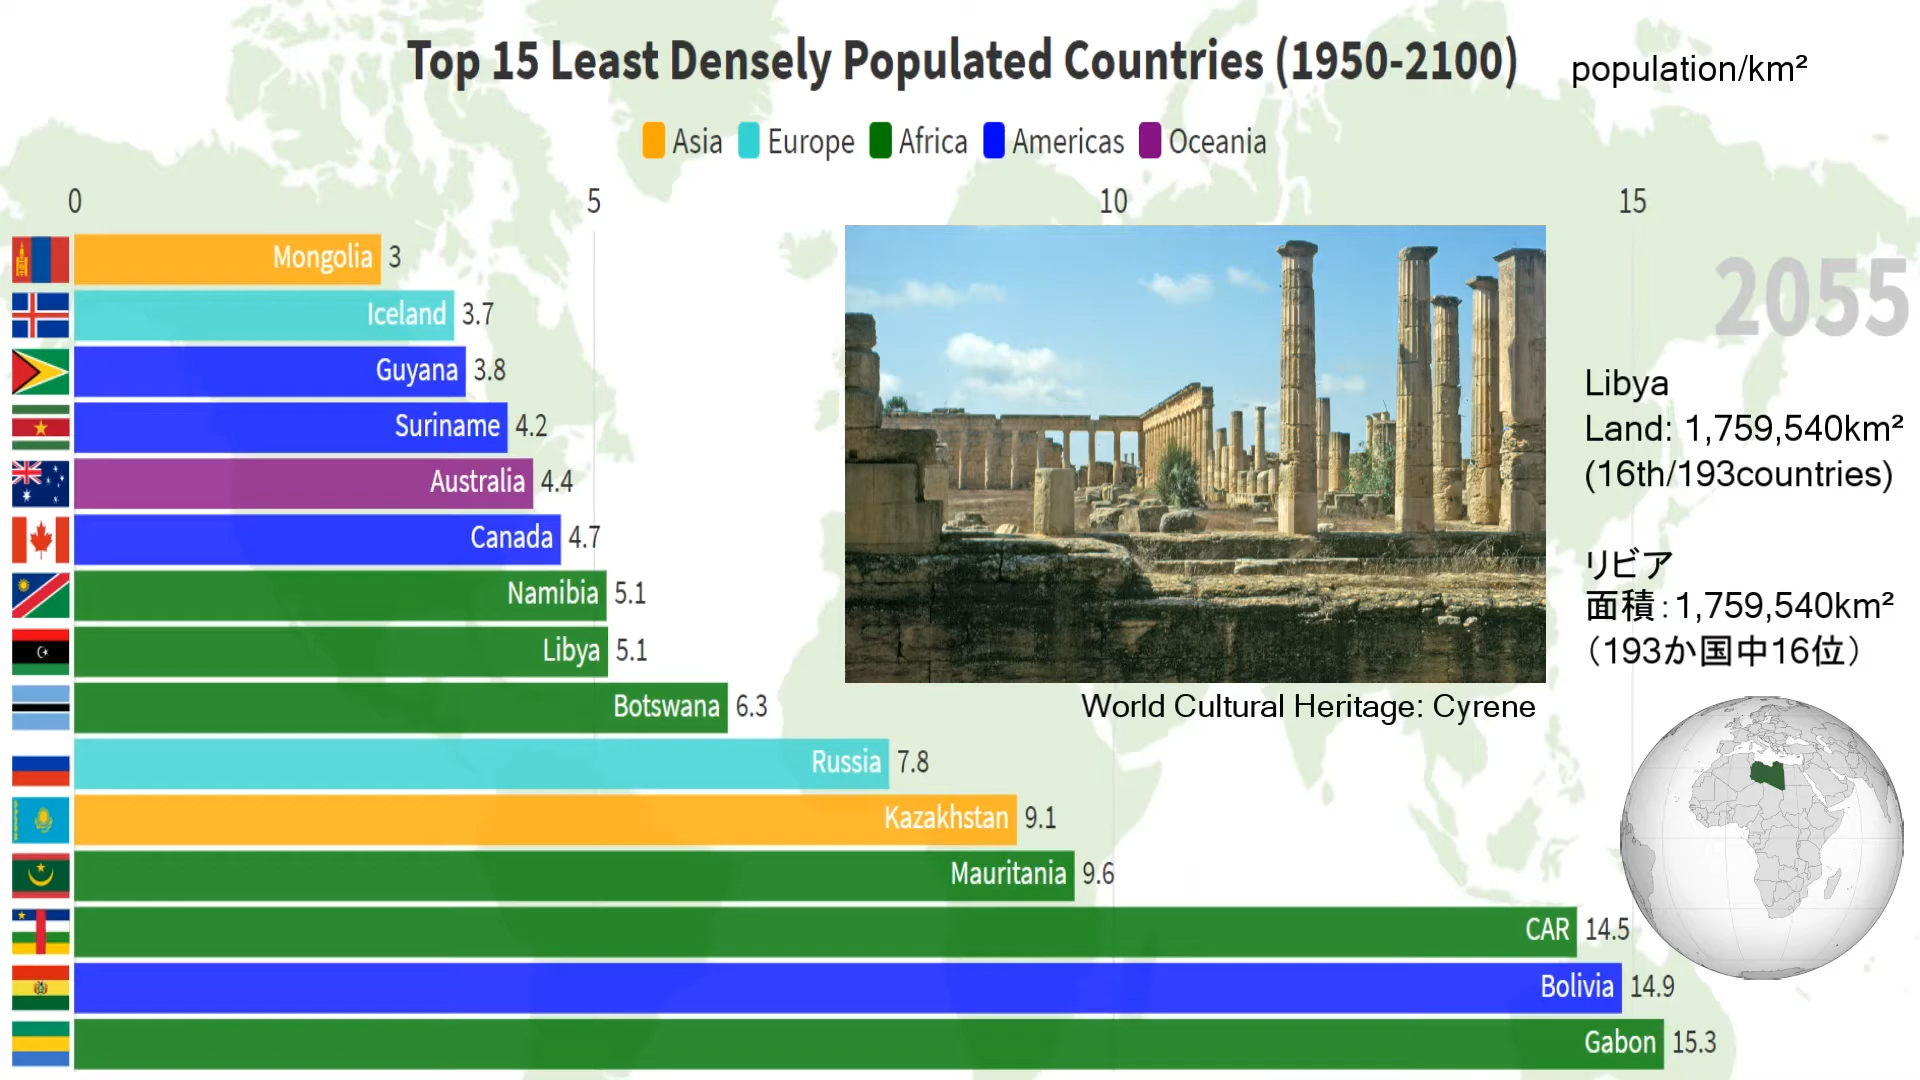 Top 15 Least Densely Populated Countries (1950-2100)
population/km²
Asia Europe Africa Americas Oceania
0 5 10 15
Mongolia 3
Iceland 3.7
Guyana 3.8
Suriname 4.2
Australia 4.4
Canada 4.7
Namibia 5.1
Libya 5.1
Botswana 6.3
Russia 7.8
Kazakhstan 9.1
Mauritania 9.6
CAR 14.5
Bolivia 14.9
Gabon 15.3
World Cultural Heritage: Cyrene
2055
Libya
Land: 1,759,540km²
(16th/193countries)
リビア
面積：1,759,540km²
（193か国中16位）